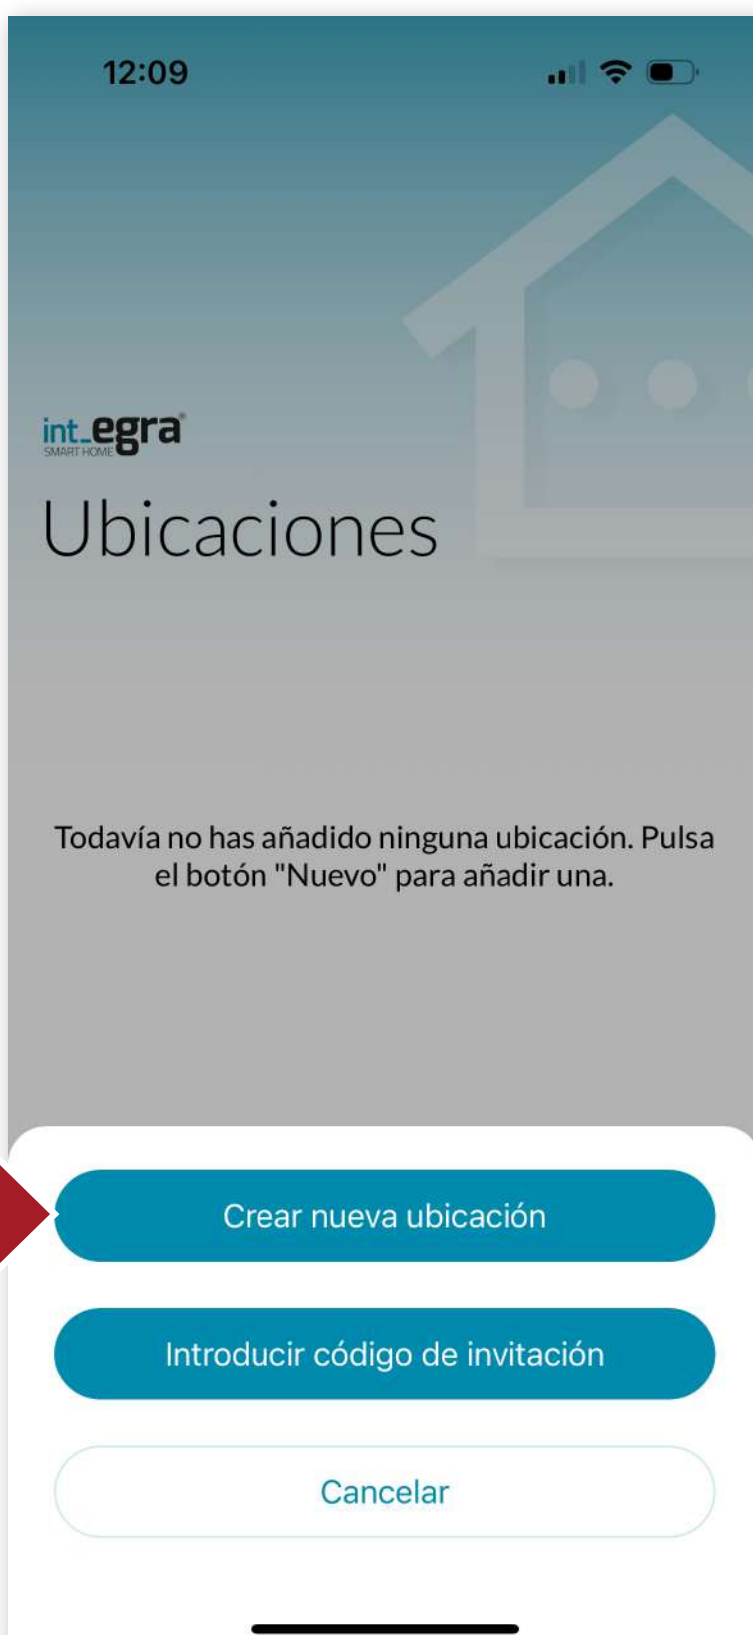 12:09
int_egra®
SMART HOME
Ubicaciones
Todavía no has añadido ninguna ubicación. Pulsa
el botón "Nuevo" para añadir una.
Crear nueva ubicación
Introducir código de invitación
Cancelar